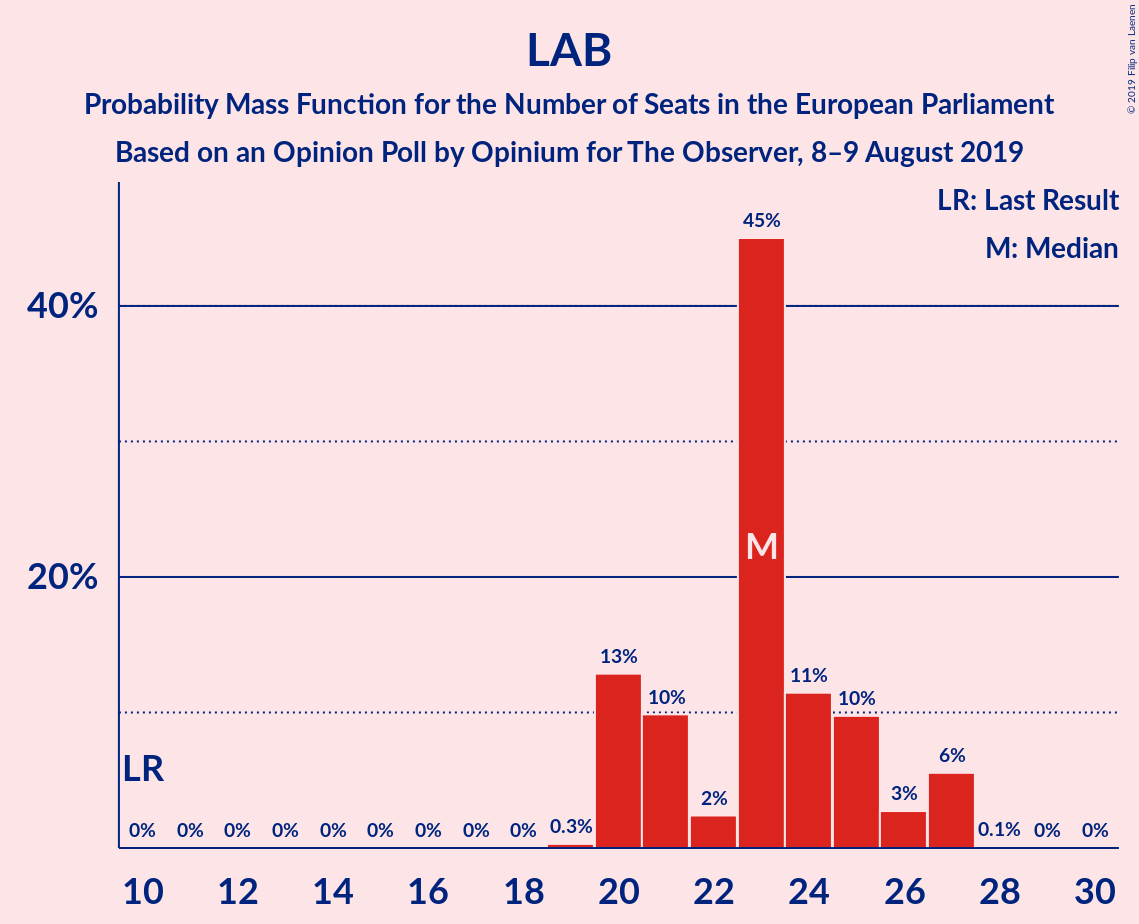 LAB
Probability Mass Function for the Number of Seats in the European Parliament
Based on an Opinion Poll by Opinium for The Observer, 8–9 August 2019
© 2019 Filip van Laenen
LR: Last Result
M: Median
45%
40%
M
20%
13%
10%
2%
11%
10%
3%
6%
LR
0% 0% 0% 0% 0% 0% 0% 0% 0% 0.3% 0.1% 0% 0%
10 12 14 16 18 20 22 24 26 28 30